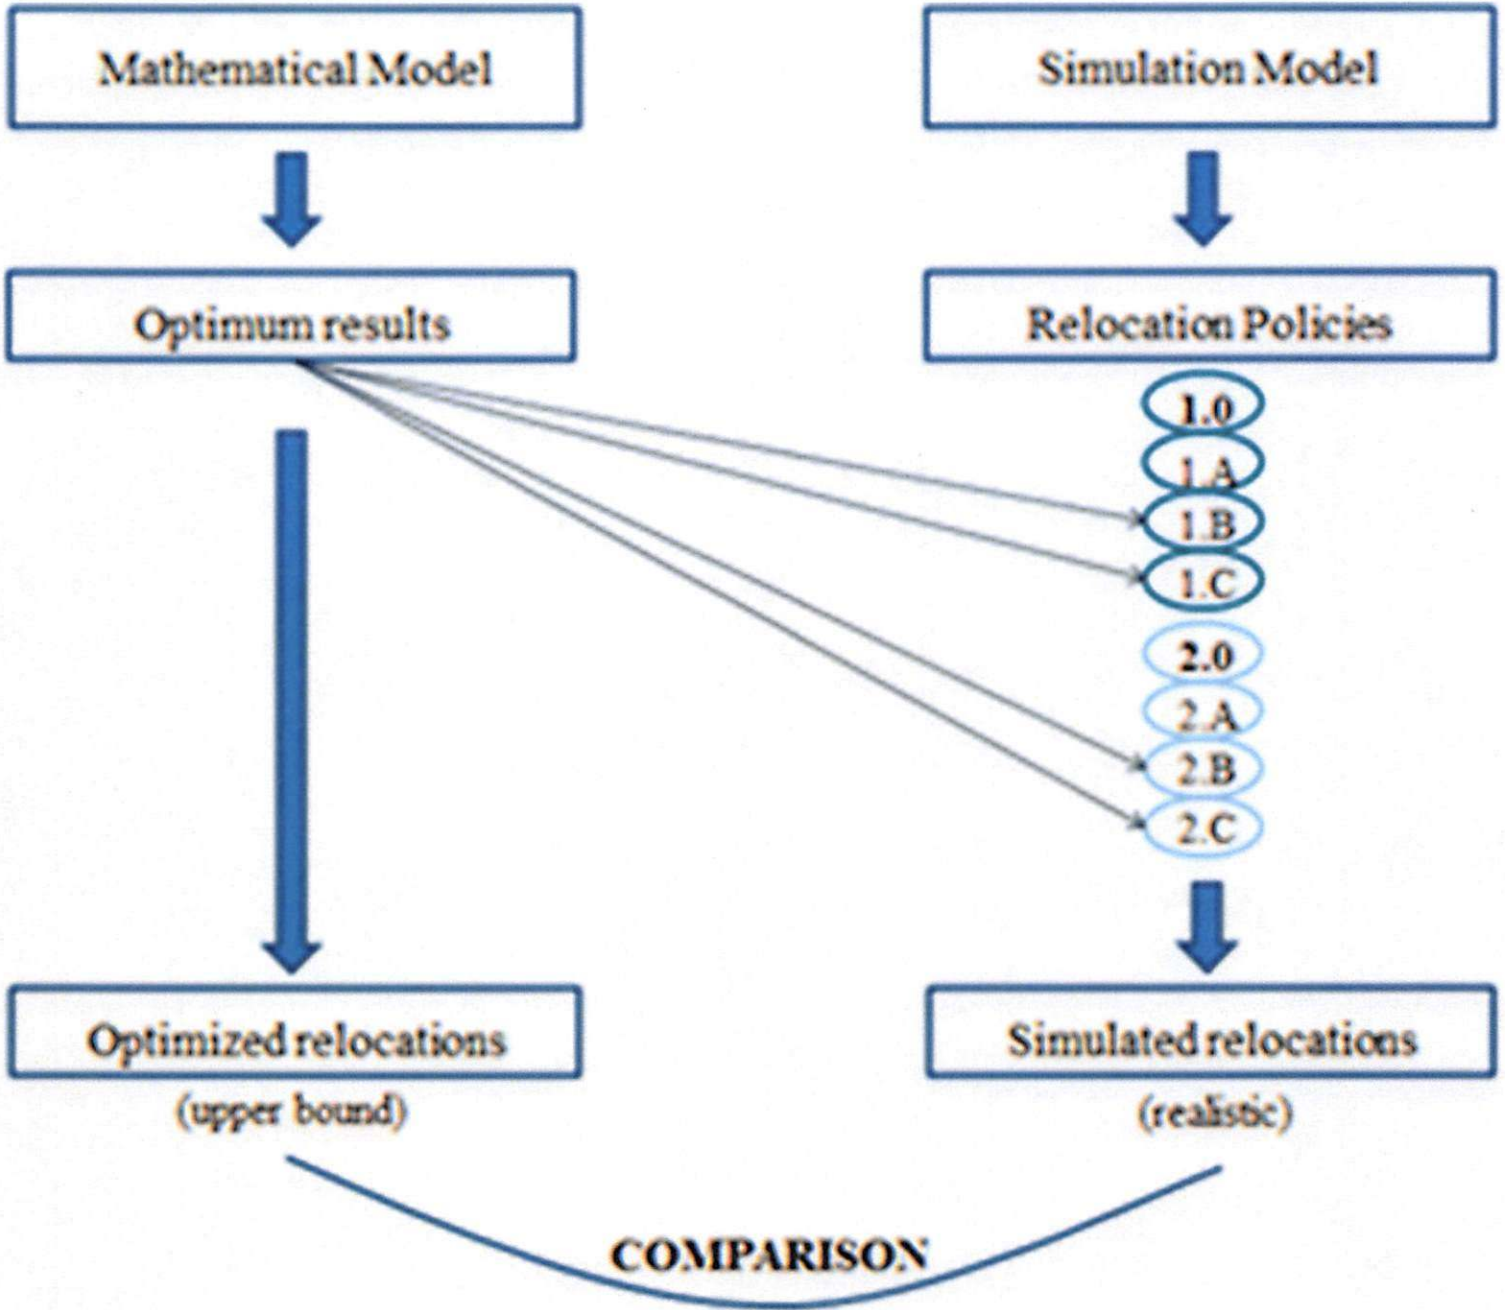 Mathematical Model
Simulation Model
Optimum results
Relocation Policies
1.0
1.A
1.B
1.C
2.0
2.A
2.B
2.C
Optimized relocations
(upper bound)
Simulated relocations
(realistic)
COMPARISON